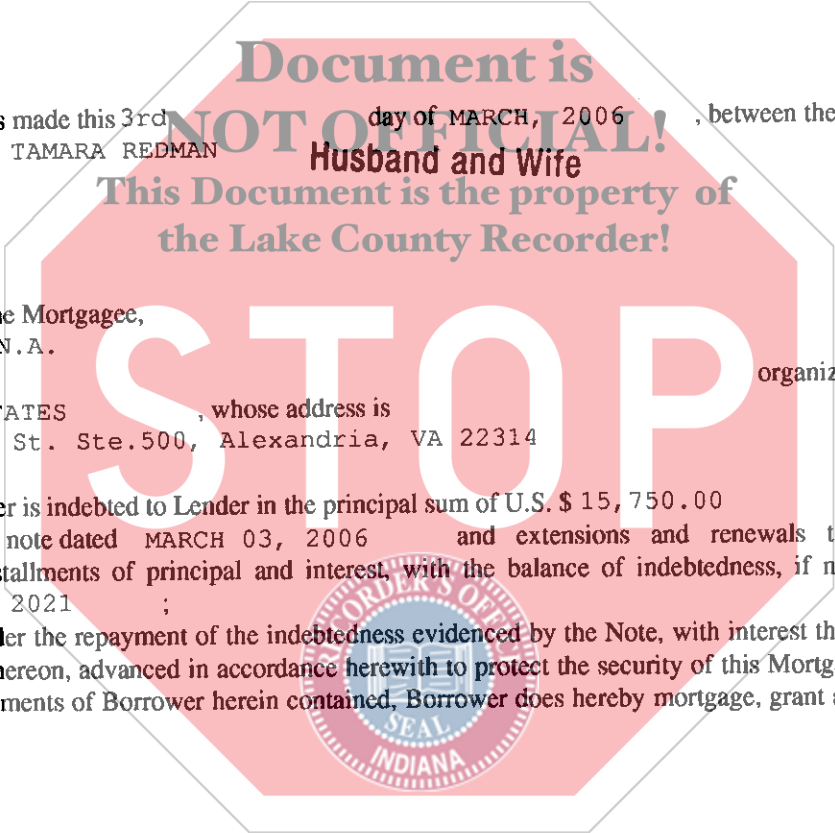 Document is
s made this 3rd day of MARCH, 2006 , between the
NOT OFFICIAL!
TAMARA REDMAN Husband and Wife
This Document is the property of
the Lake County Recorder!
e Mortgagee,
N.A.
organiz
TATES , whose address is
St. Ste.500, Alexandria, VA 22314
STOP
er is indebted to Lender in the principal sum of U.S. $ 15,750.00
note dated MARCH 03, 2006 and extensions and renewals t
stallments of principal and interest, with the balance of indebtedness, if n
2021 ;
der the repayment of the indebtedness evidenced by the Note, with interest th
hereon, advanced in accordance herewith to protect the security of this Mortg
ments of Borrower herein contained, Borrower does hereby mortgage, grant a
RECORDER'S OFFICE
SEAL
INDIANA